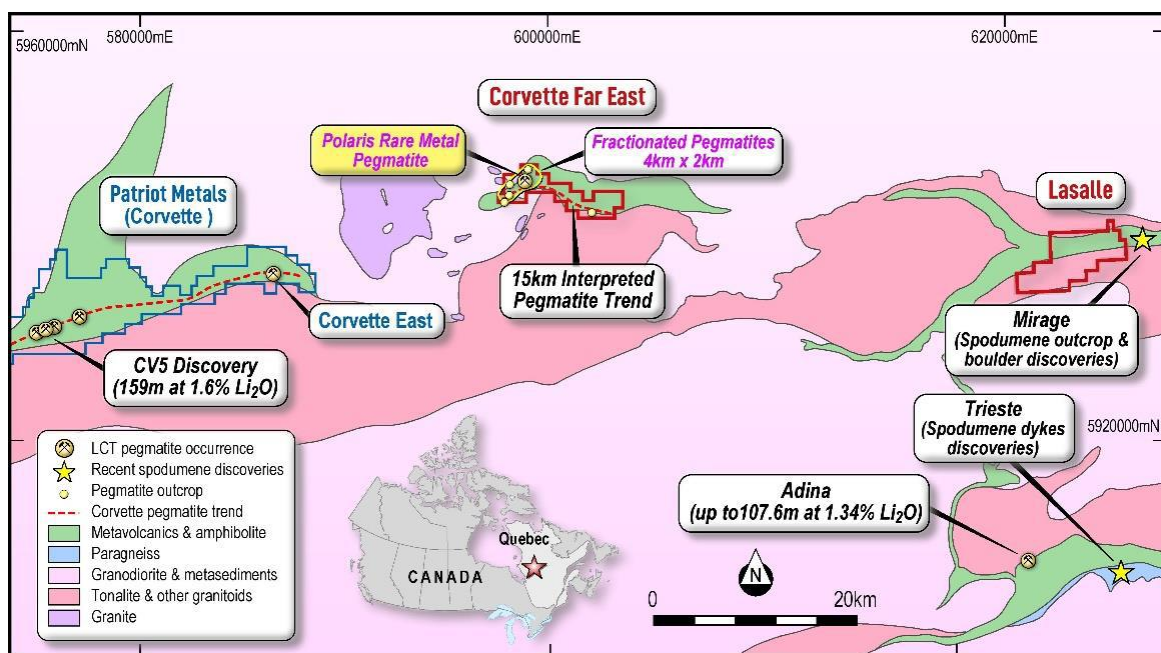 5960000mN
580000mE
600000mE
620000mE
Corvette Far East
Polaris Rare Metal
Pegmatite
Fractionated Pegmatites
4km x 2km
Patriot Metals
(Corvette )
Lasalle
15km Interpreted
Pegmatite Trend
Corvette East
Mirage
(Spodumene outcrop &
boulder discoveries)
CV5 Discovery
(159m at 1.6% Li₂O)
Trieste
(Spodumene dykes
discoveries)
5920000mN
Adina
(up to107.6m at 1.34% Li₂O)
LCT pegmatite occurrence
Recent spodumene discoveries
Pegmatite outcrop
Corvette pegmatite trend
Metavolcanics & amphibolite
Paragneiss
Granodiorite & metasediments
Tonalite & other granitoids
Granite
Quebec
CANADA
N
0
20km